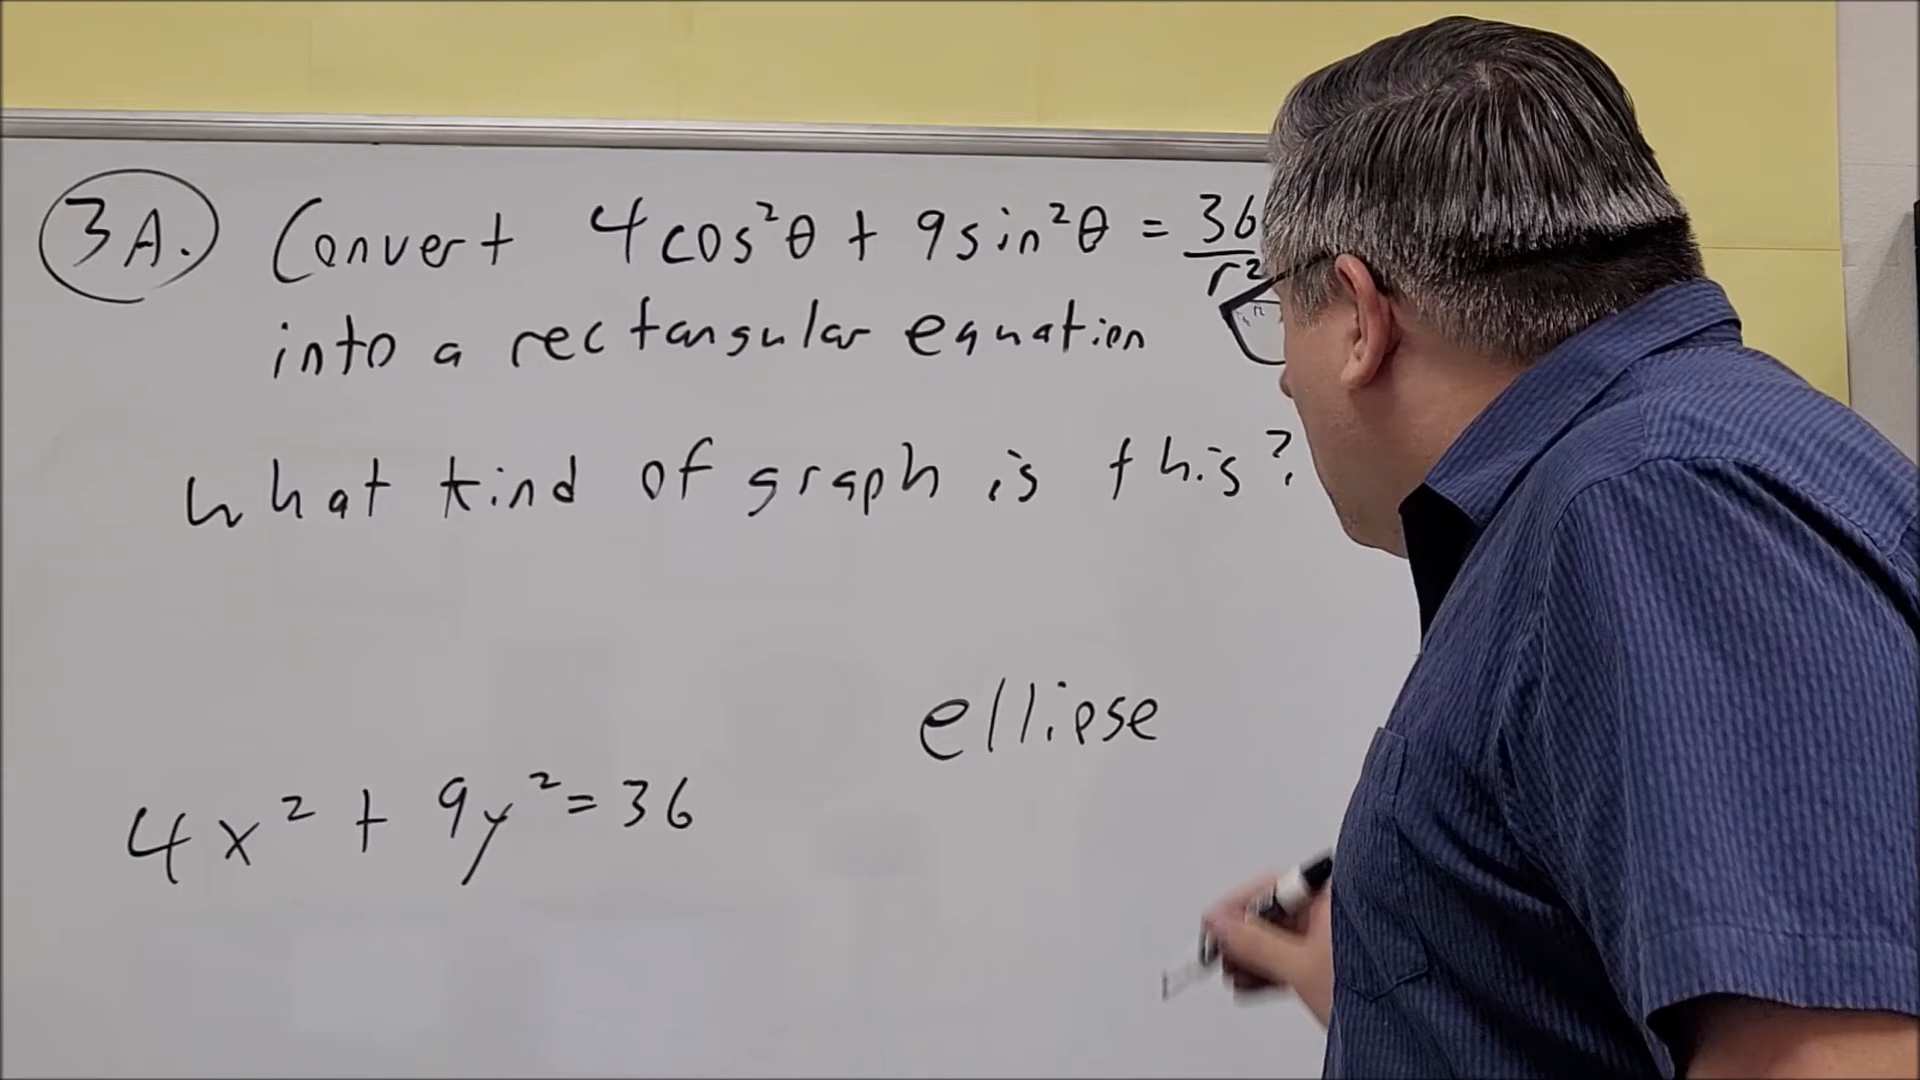 3A. Convert 4cos²θ + 9sin²θ = 36/r²
into a rectangular equation
what kind of graph is this?
ellipse
4x² + 9y² = 36